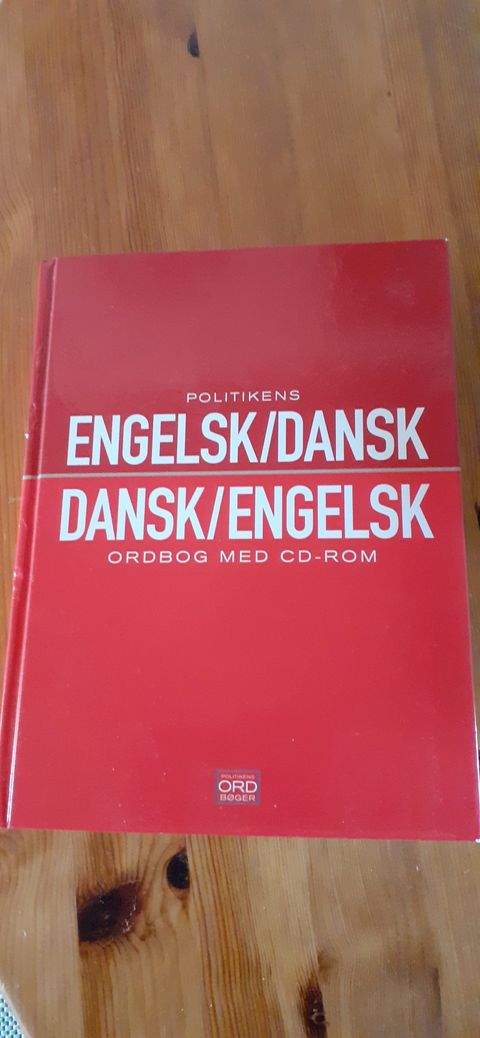 POLITIKENS
ENGELSK/DANSK
DANSK/ENGELSK
ORDBOG MED CD-ROM
POLITIKENS
ORD
BØGER